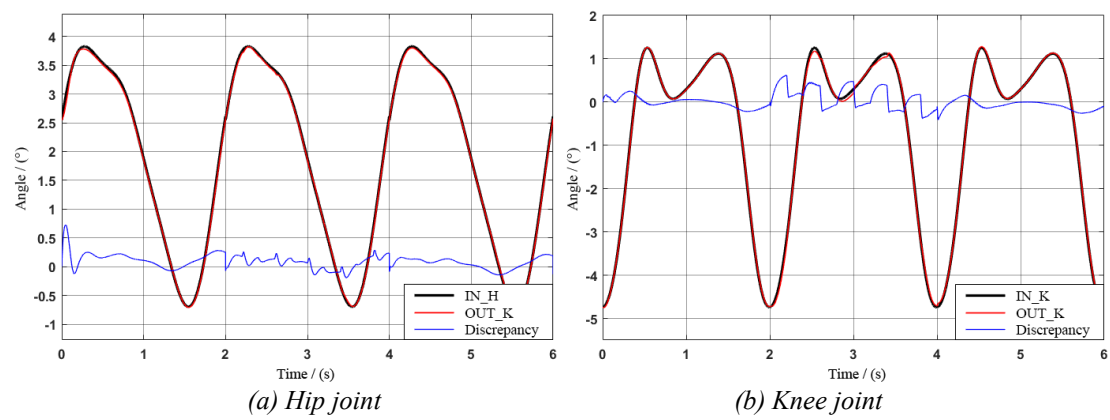 4
3.5
3
2.5
2
1.5
1
0.5
0
-0.5
-1
Angle / (°)
IN_H
OUT_K
Discrepancy
0 1 2 3 4 5 6
Time / (s)
(a) Hip joint
2
1
0
-1
-2
-3
-4
-5
Angle / (°)
IN_K
OUT_K
Discrepancy
0 1 2 3 4 5 6
Time / (s)
(b) Knee joint